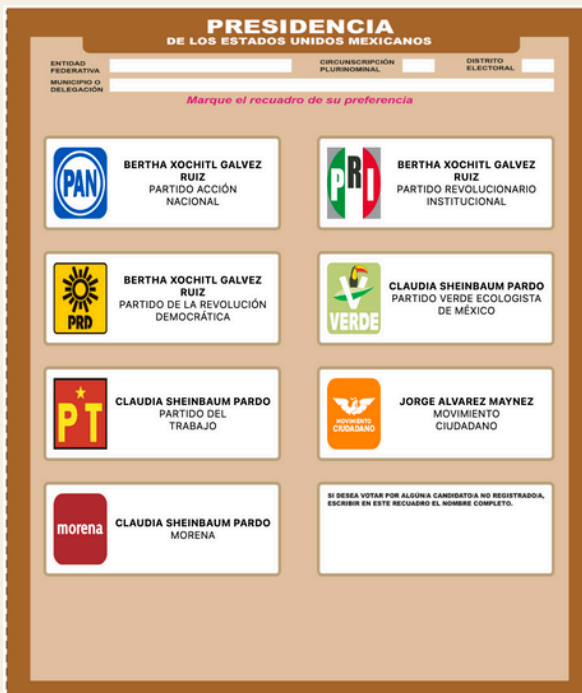 PRESIDENCIA
DE LOS ESTADOS UNIDOS MEXICANOS
ENTIDAD
FEDERATIVA
CIRCUNSCRIPCIÓN
PLURINOMINAL
DISTRITO
ELECTORAL
MUNICIPIO O
DELEGACIÓN
Marque el recuadro de su preferencia
PAN
BERTHA XOCHITL GALVEZ
RUIZ
PARTIDO ACCIÓN
NACIONAL
PRI
BERTHA XOCHITL GALVEZ
RUIZ
PARTIDO REVOLUCIONARIO
INSTITUCIONAL
PRD
BERTHA XOCHITL GALVEZ
RUIZ
PARTIDO DE LA REVOLUCIÓN
DEMOCRÁTICA
VERDE
CLAUDIA SHEINBAUM PARDO
PARTIDO VERDE ECOLOGISTA
DE MÉXICO
PT
CLAUDIA SHEINBAUM PARDO
PARTIDO DEL
TRABAJO
MOVIMIENTO
CIUDADANO
JORGE ALVAREZ MAYNEZ
MOVIMIENTO
CIUDADANO
morena
CLAUDIA SHEINBAUM PARDO
MORENA
SI DESEA VOTAR POR ALGÚN/A CANDIDATO/A NO REGISTRADO/A,
ESCRIBIR EN ESTE RECUADRO EL NOMBRE COMPLETO.